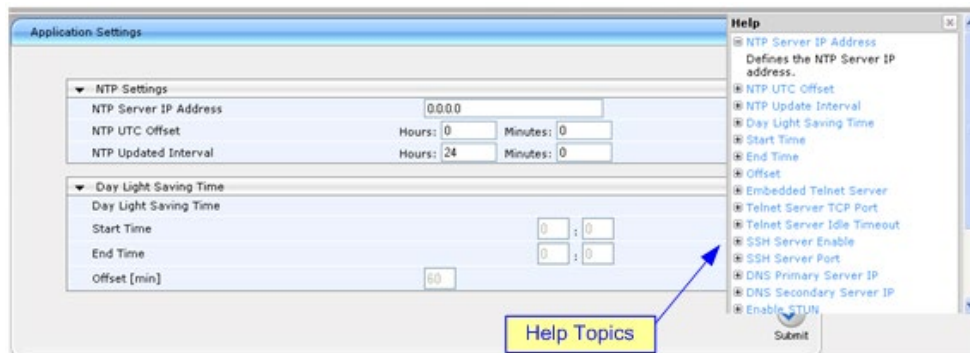 Application Settings
NTP Settings
NTP Server IP Address 0.0.0.0
NTP UTC Offset Hours: 0 Minutes: 0
NTP Updated Interval Hours: 24 Minutes: 0
Day Light Saving Time
Day Light Saving Time
Start Time 0 : 0
End Time 0 : 0
Offset [min] 60
Submit
Help
NTP Server IP Address
Defines the NTP Server IP
address.
NTP UTC Offset
NTP Update Interval
Day Light Saving Time
Start Time
End Time
Offset
Embedded Telnet Server
Telnet Server TCP Port
Telnet Server Idle Timeout
SSH Server Enable
SSH Server Port
DNS Primary Server IP
DNS Secondary Server IP
Enable STUN
Help Topics